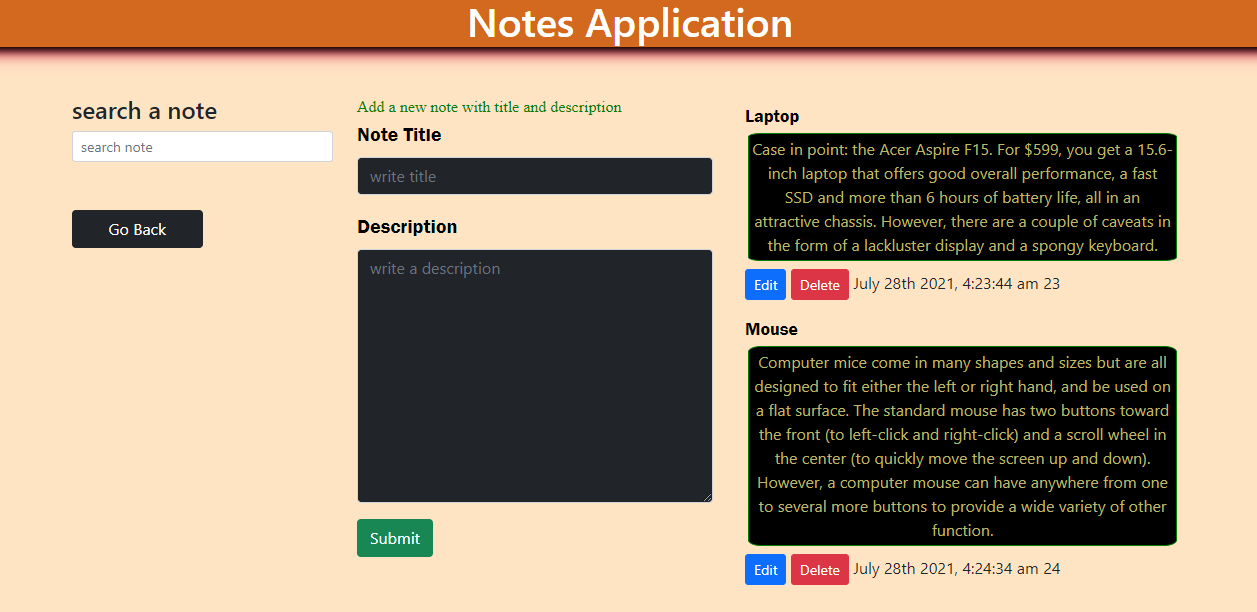 Notes Application
search a note
search note
Go Back
Add a new note with title and description
Note Title
write title
Description
write a description
Submit
Laptop
Case in point: the Acer Aspire F15. For $599, you get a 15.6-
inch laptop that offers good overall performance, a fast
SSD and more than 6 hours of battery life, all in an
attractive chassis. However, there are a couple of caveats in
the form of a lackluster display and a spongy keyboard.
Edit Delete July 28th 2021, 4:23:44 am 23
Mouse
Computer mice come in many shapes and sizes but are all
designed to fit either the left or right hand, and be used on
a flat surface. The standard mouse has two buttons toward
the front (to left-click and right-click) and a scroll wheel in
the center (to quickly move the screen up and down).
However, a computer mouse can have anywhere from one
to several more buttons to provide a wide variety of other
function.
Edit Delete July 28th 2021, 4:24:34 am 24